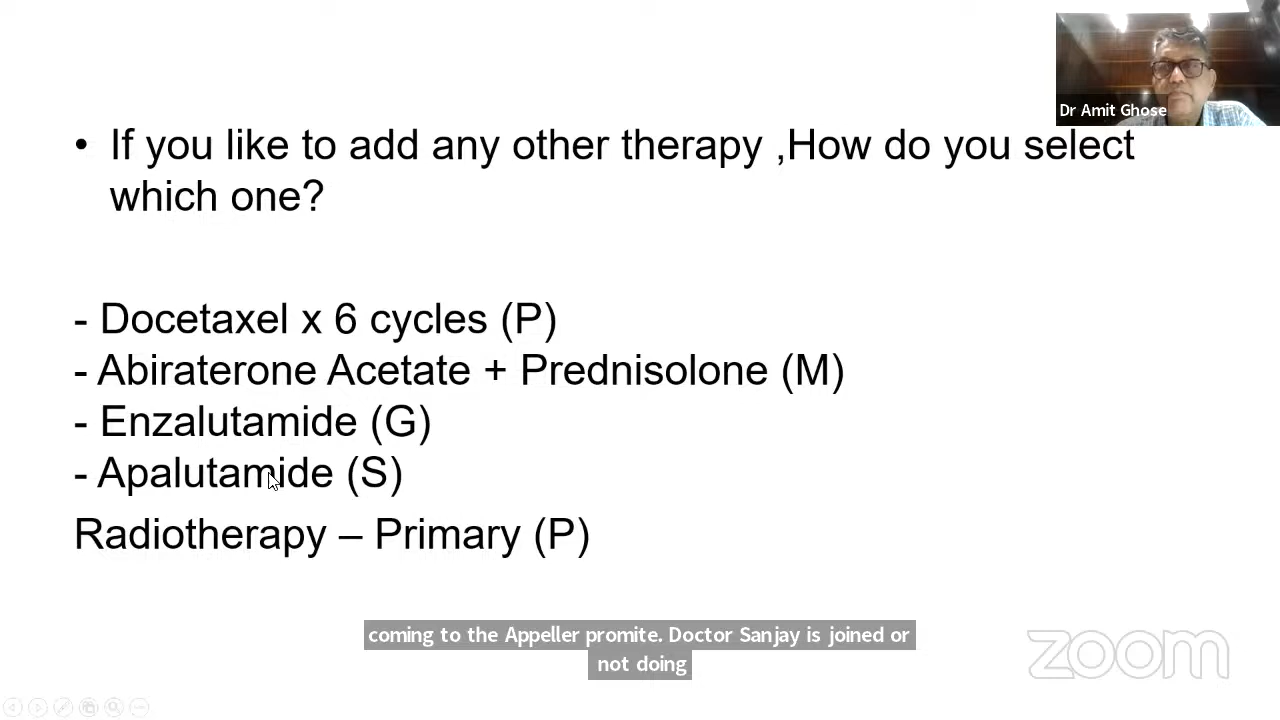 Dr Amit Ghose
• If you like to add any other therapy ,How do you select
which one?
- Docetaxel x 6 cycles (P)
- Abiraterone Acetate + Prednisolone (M)
- Enzalutamide (G)
- Apalutamide (S)
Radiotherapy – Primary (P)
coming to the Appeller promite. Doctor Sanjay is joined or
not doing
zoom